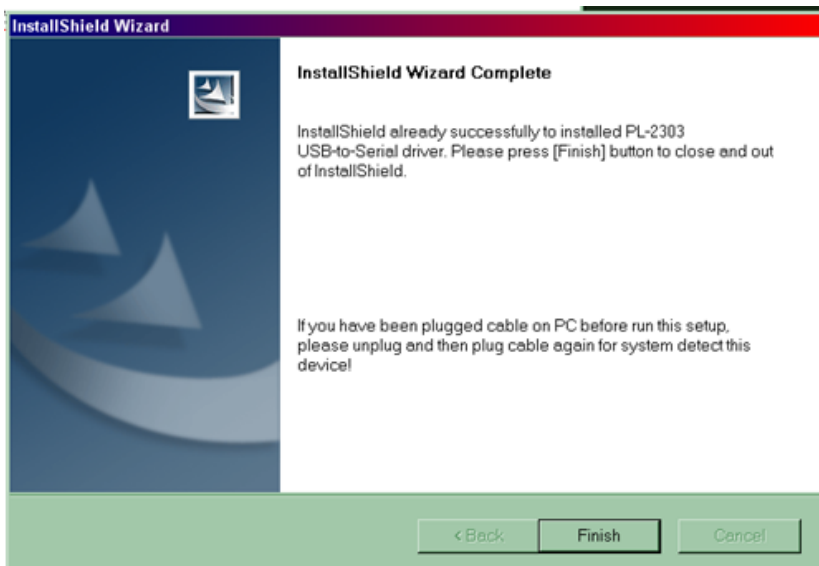 InstallShield Wizard
InstallShield Wizard Complete
InstallShield already successfully to installed PL-2303
USB-to-Serial driver. Please press [Finish] button to close and out
of InstallShield.
If you have been plugged cable on PC before run this setup,
please unplug and then plug cable again for system detect this
device!
< Back Finish Cancel